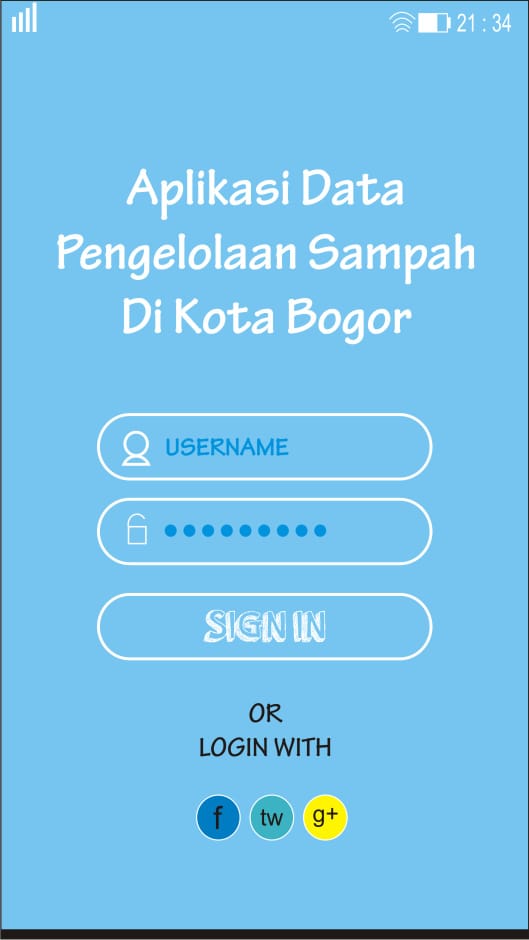 21 : 34
Aplikasi Data
Pengelolaan Sampah
Di Kota Bogor
USERNAME
SIGN IN
OR
LOGIN WITH
f tw g+